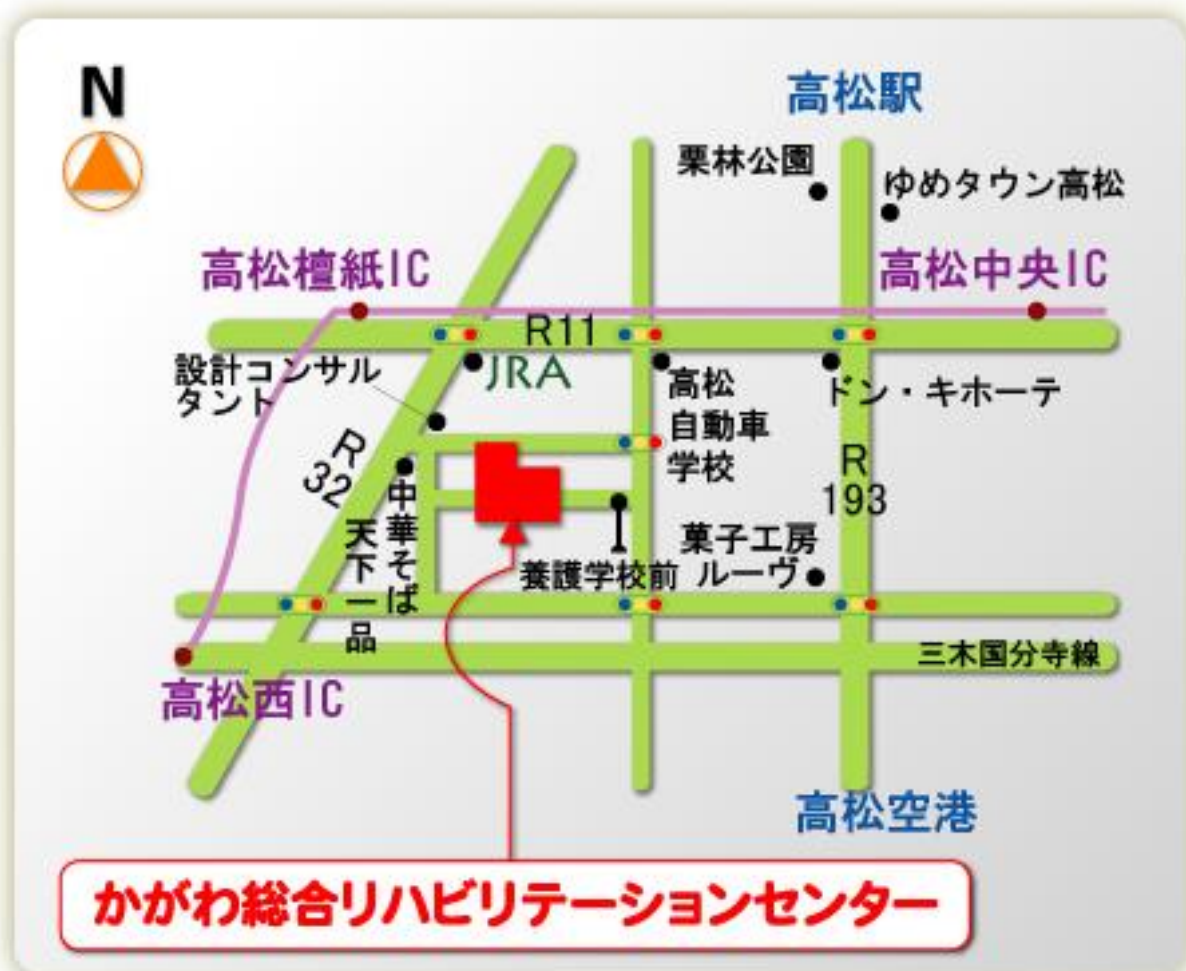 N
高松駅
栗林公園
ゆめタウン高松
高松檀紙IC
高松中央IC
R11
設計コンサル
タント
JRA
高松
自動車
学校
ドン・キホーテ
R
32
中華そば
天下一品
R
193
菓子工房
ルーヴ
養護学校前
三木国分寺線
高松西IC
高松空港
かがわ総合リハビリテーションセンター